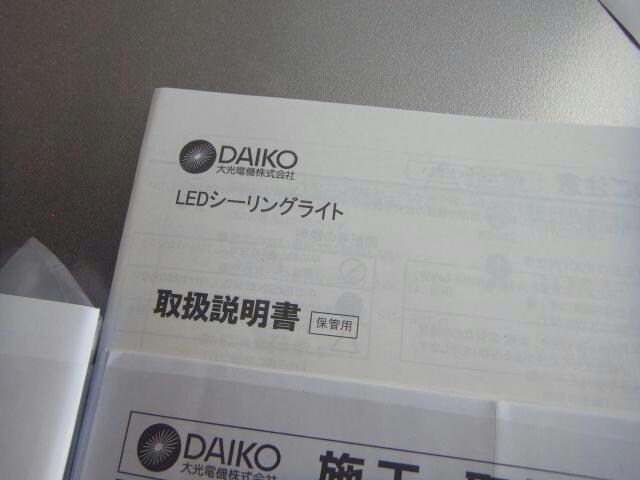 DAIKO
大光電機株式会社
LEDシーリングライト
取扱説明書 保管用
DAIKO
大光電機株式会社
施工